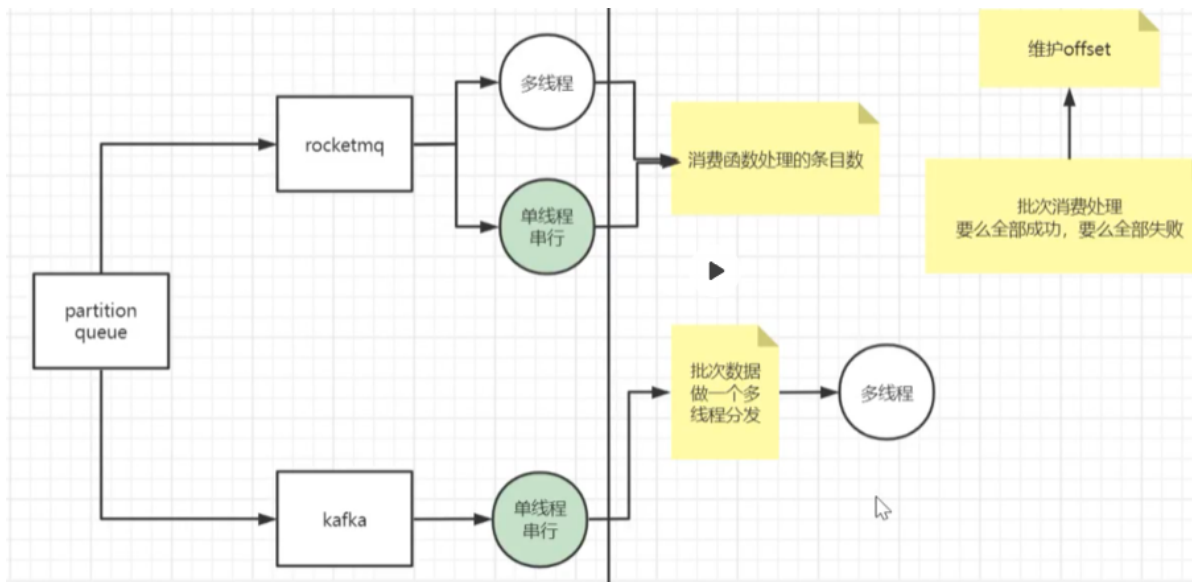 维护offset
多线程
rocketmq
消费函数处理的条目数
单线程
串行
批次消费处理
要么全部成功，要么全部失败
partition
queue
批次数据
做一个多
线程分发
多线程
kafka
单线程
串行